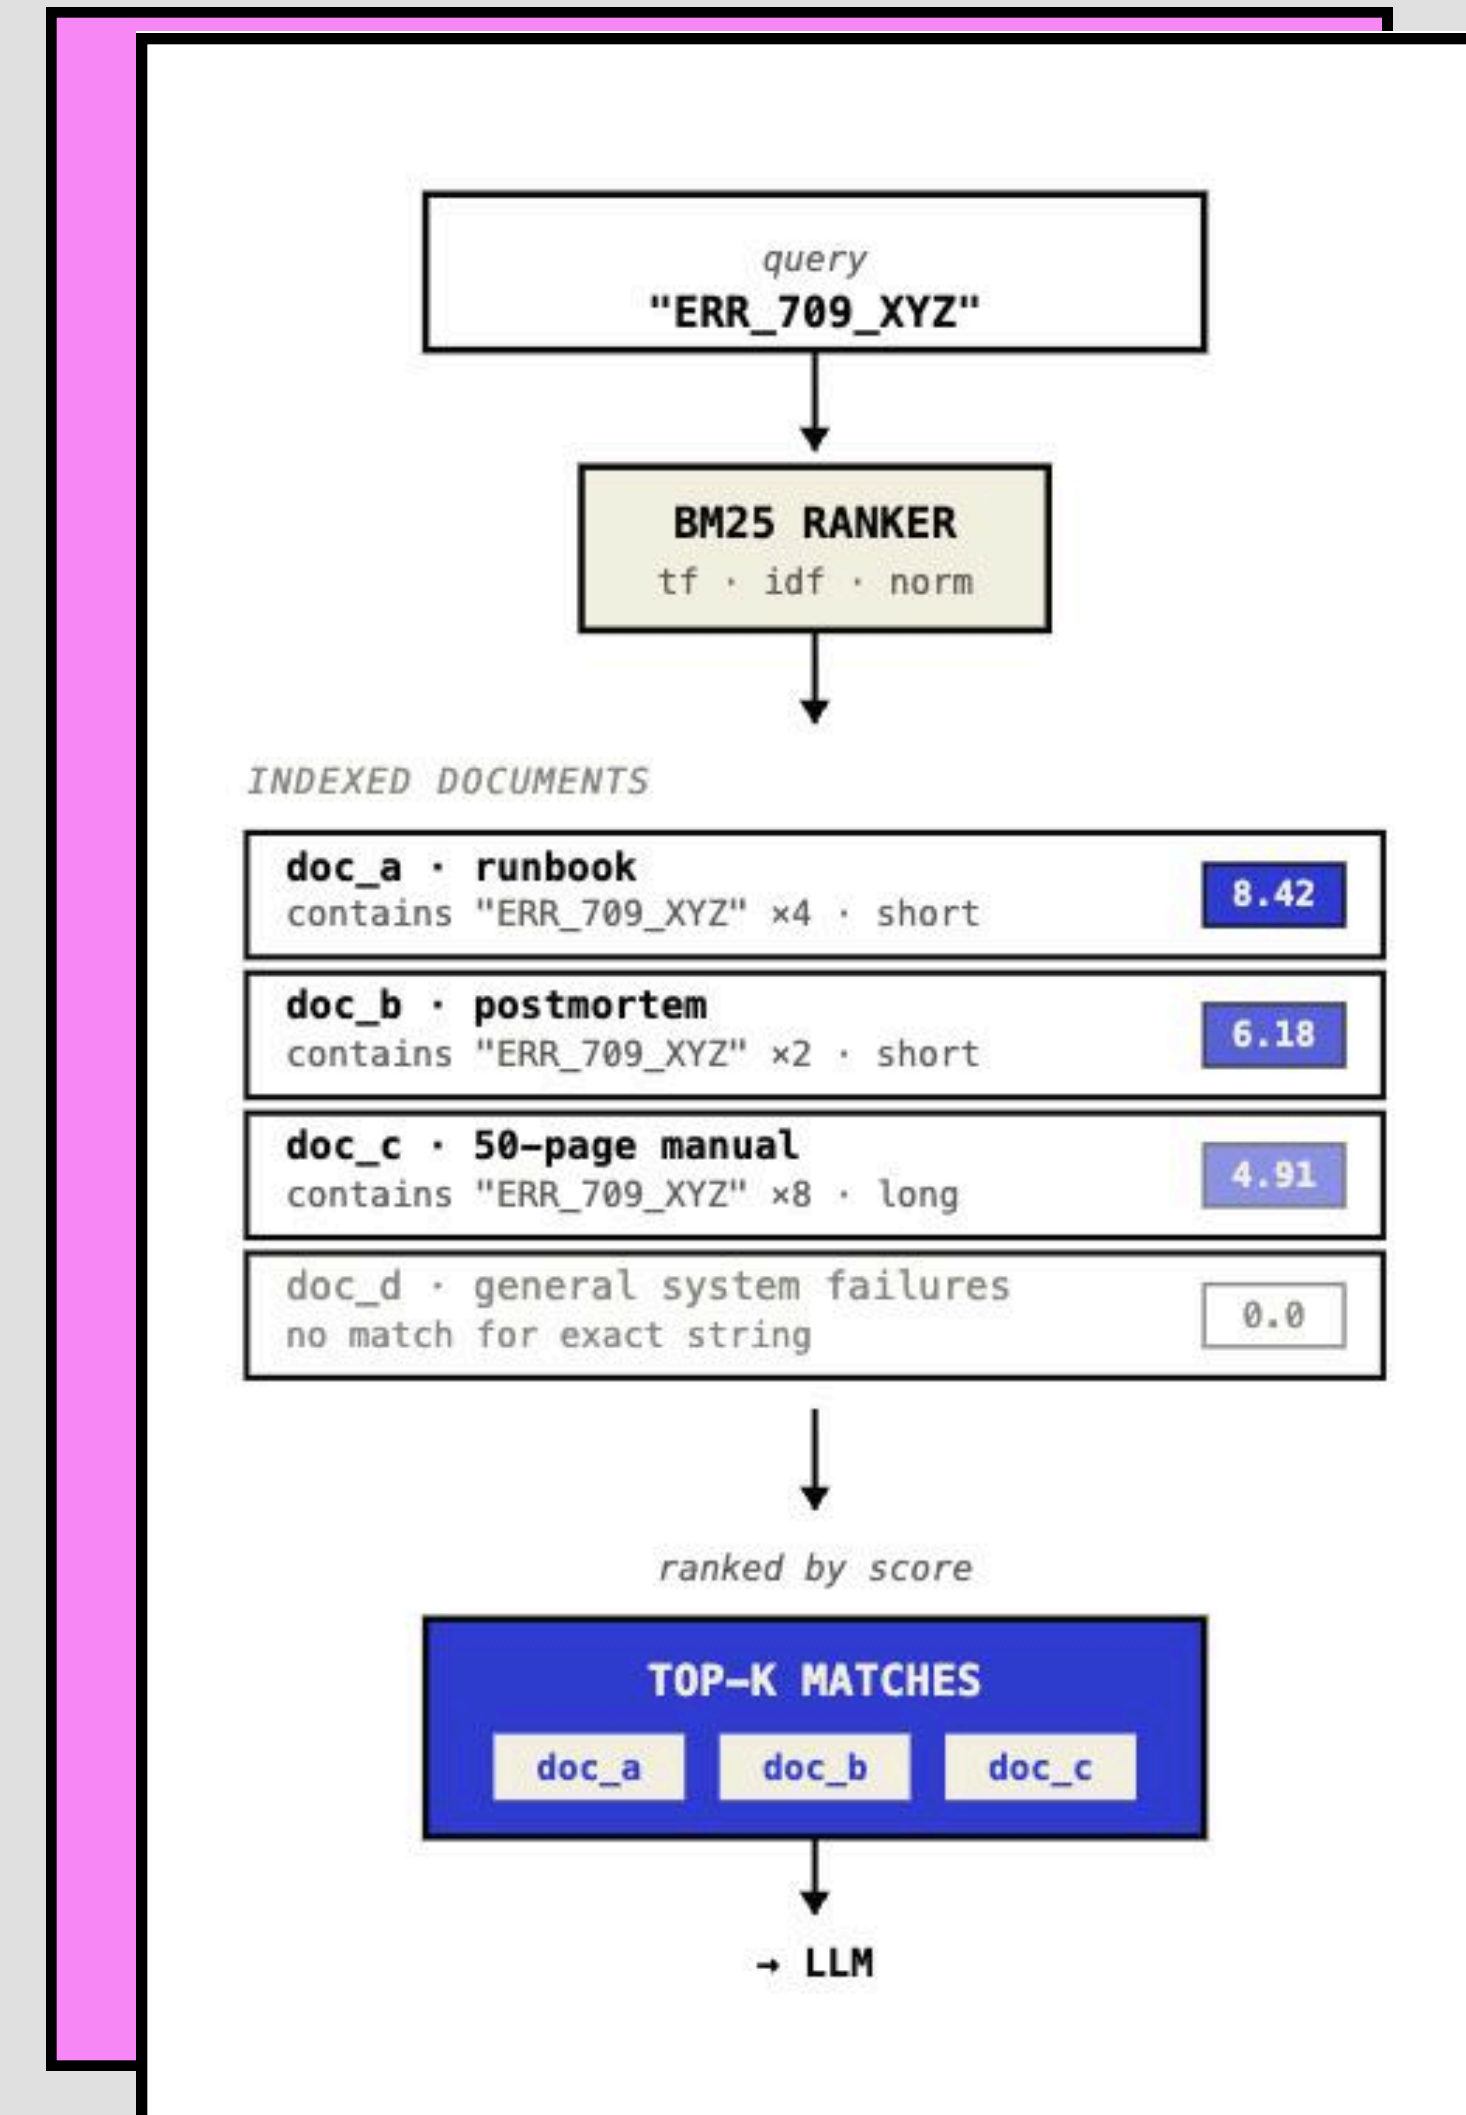 query
"ERR_709_XYZ"
BM25 RANKER
tf · idf · norm
INDEXED DOCUMENTS
doc_a · runbook
contains "ERR_709_XYZ" ×4 · short
8.42
doc_b · postmortem
contains "ERR_709_XYZ" ×2 · short
6.18
doc_c · 50-page manual
contains "ERR_709_XYZ" ×8 · long
4.91
doc_d · general system failures
no match for exact string
0.0
ranked by score
TOP-K MATCHES
doc_a doc_b doc_c
→ LLM